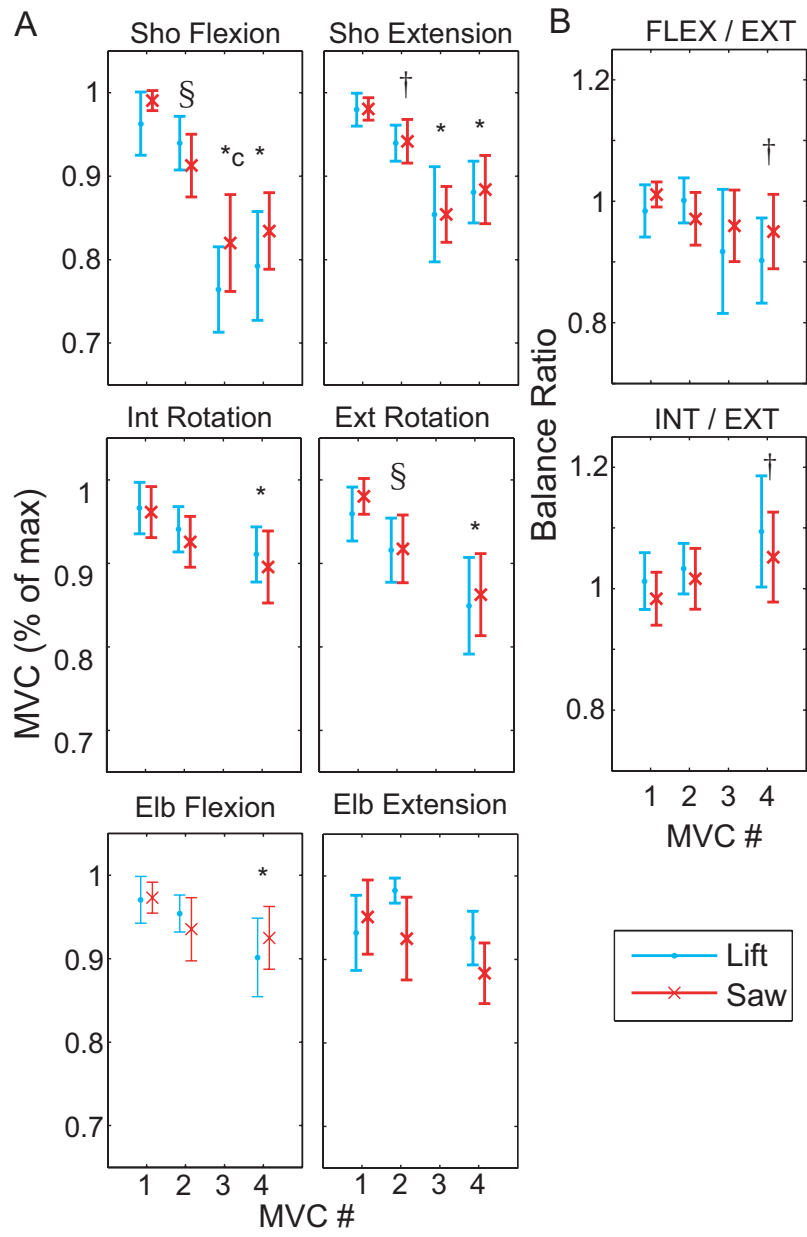 A
Sho Flexion
Sho Extension
1
0.9
0.8
0.7
§
*c
*
†
*
*
Int Rotation
Ext Rotation
1
0.9
0.8
0.7
*
§
*
Elb Flexion
Elb Extension
1
0.9
0.8
0.7
*
1 2 3 4
1 2 3 4
MVC #
MVC (% of max)
B
FLEX / EXT
1.2
1
0.8
†
INT / EXT
1.2
1
0.8
†
1 2 3 4
MVC #
Balance Ratio
Lift
Saw